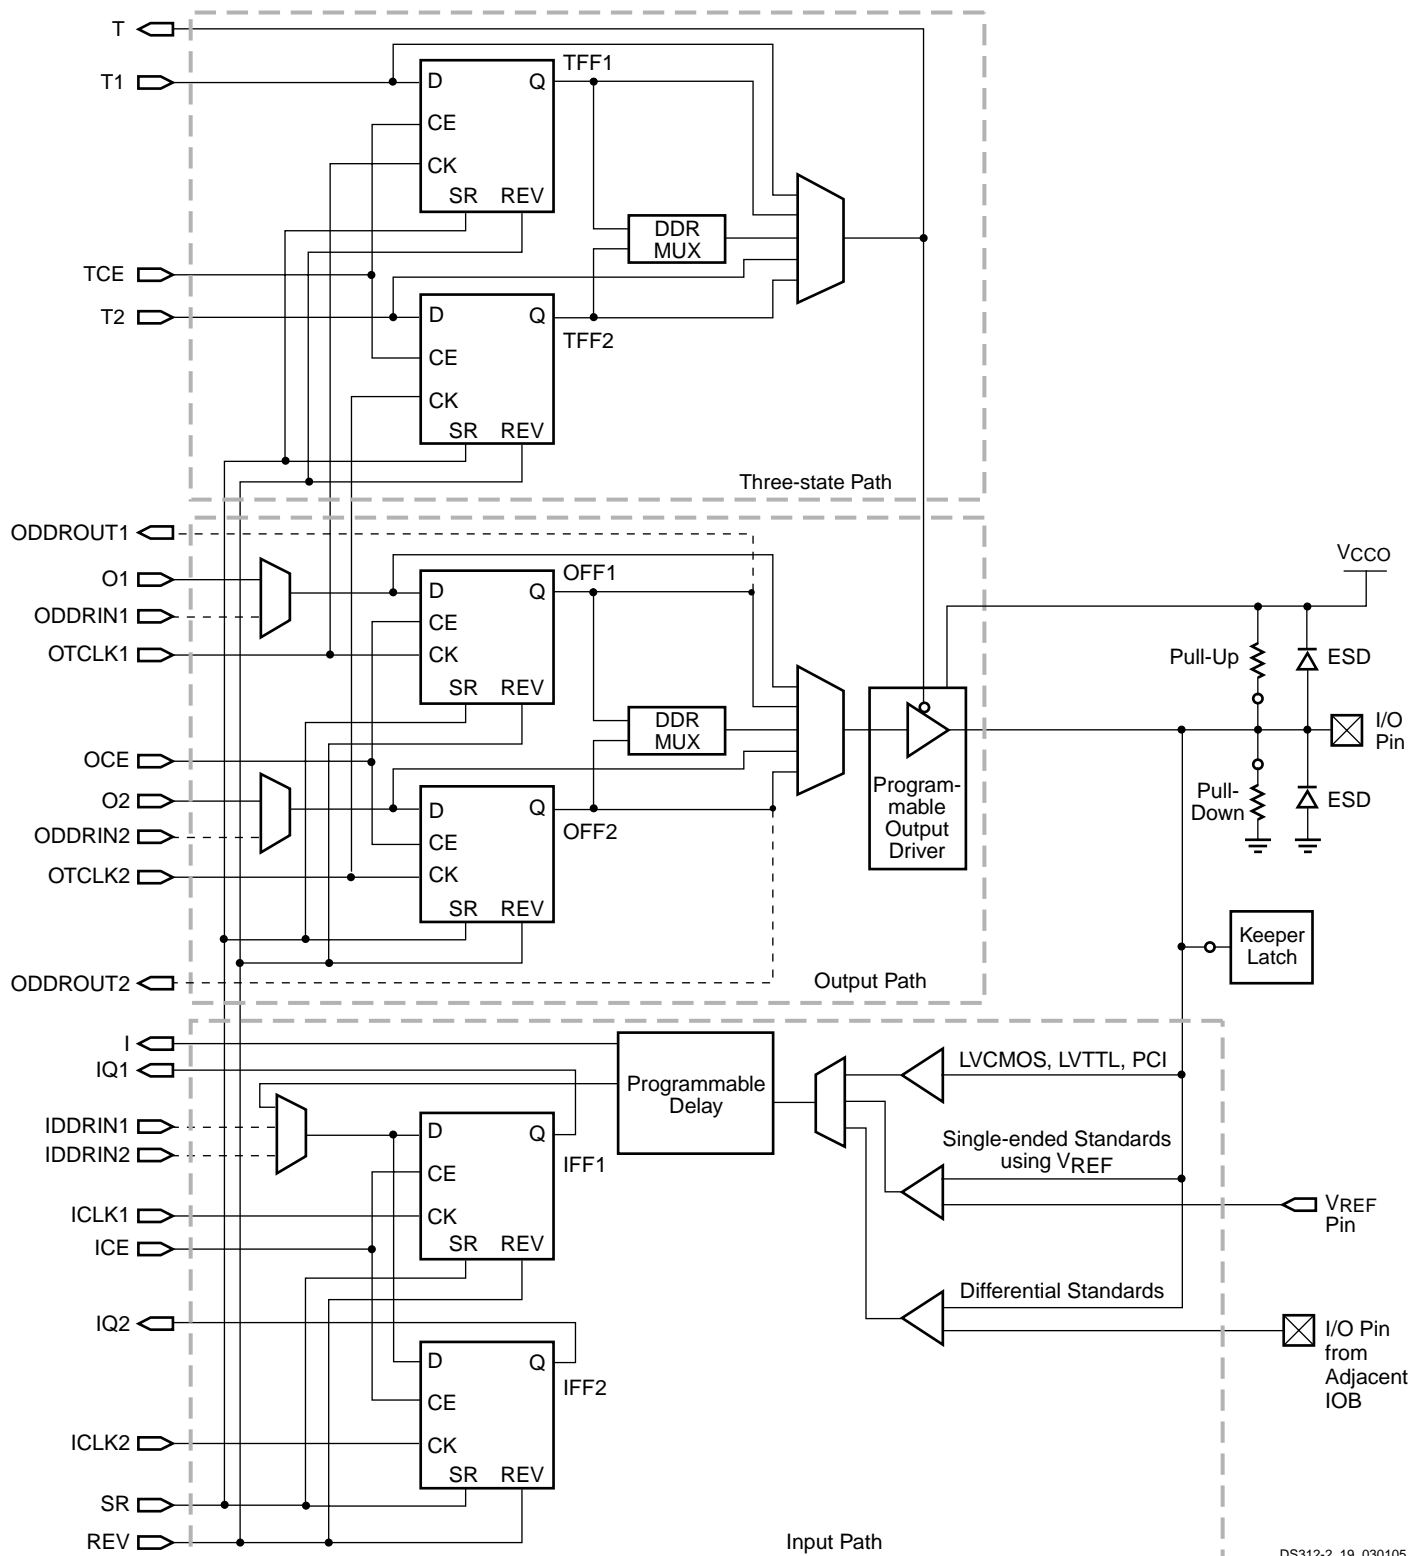 T
T1
D
Q
TFF1
CE
CK
SR REV
DDR
MUX
TCE
T2
D
Q
TFF2
CE
CK
SR REV
Three-state Path
ODDROUT1
O1
ODDRIN1
OTCLK1
D
Q
OFF1
CE
CK
SR REV
DDR
MUX
OCE
O2
ODDRIN2
OTCLK2
D
Q
OFF2
CE
CK
SR REV
Program-
mable
Output
Driver
VCCO
Pull-Up
ESD
I/O
Pin
Pull-
Down
ESD
Keeper
Latch
ODDROUT2
Output Path
I
IQ1
IDDRIN1
IDDRIN2
Programmable
Delay
LVCMOS, LVTTL, PCI
Single-ended Standards
using VREF
VREF
Pin
D
Q
IFF1
CE
CK
SR REV
ICLK1
ICE
Differential Standards
I/O Pin
from
Adjacent
IOB
IQ2
D
Q
IFF2
CE
CK
SR REV
ICLK2
SR
REV
Input Path
DS312-2_19_030105